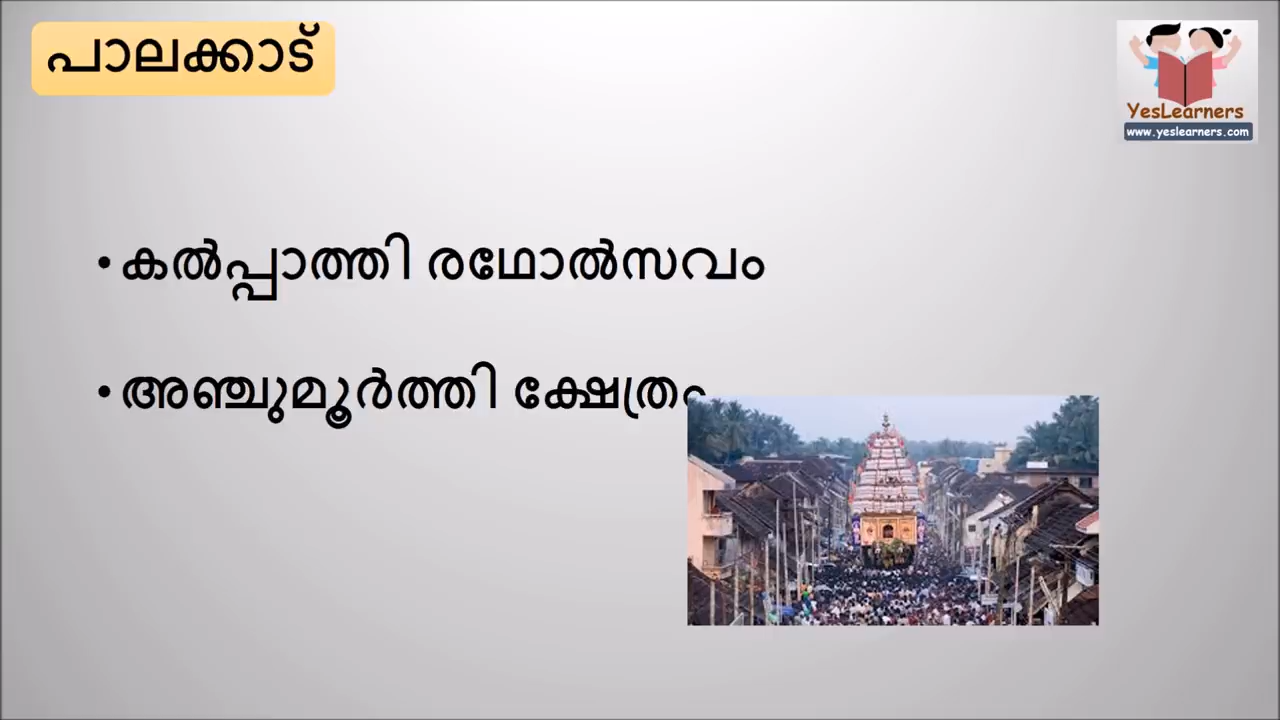 പാലക്കാട്
YesLearners
www.yeslearners.com
• കൽപ്പാത്തി രഥോൽസവം
• അഞ്ചുമൂർത്തി ക്ഷേത്രം